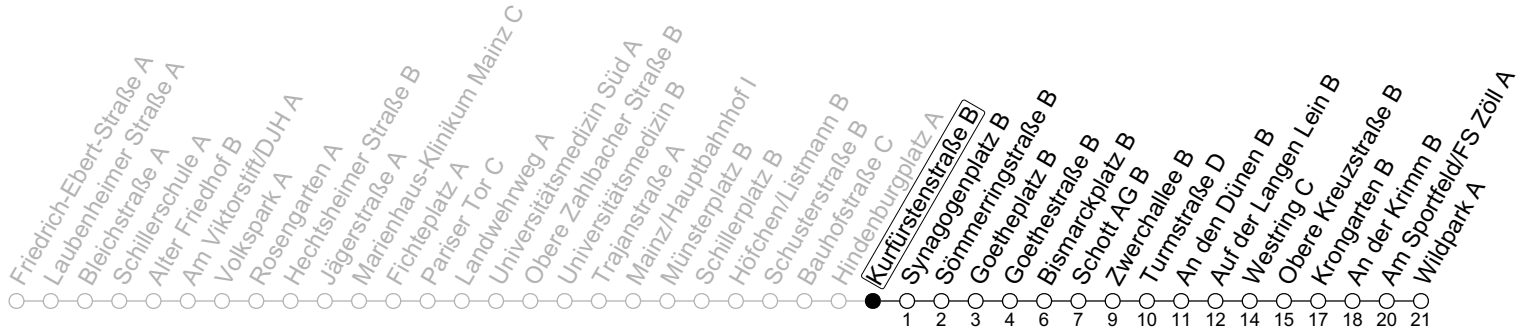 Friedrich-Ebert-Straße A
Laubenheimer Straße A
Bleichstraße A
Schillerschule A
Alter Friedhof B
Am Viktorstift/DJH A
Volkspark A
Rosengarten A
Hechtsheimer Straße B
Jägerstraße A
Marienhaus-Klinikum Mainz C
Fichteplatz A
Pariser Tor C
Landwehrweg A
Universitätsmedizin Süd A
Obere Zahlbacher Straße B
Universitätsmedizin B
Trajanstraße A
Mainz/Hauptbahnhof I
Münsterplatz B
Schillerplatz B
Höfchen/Listmann B
Schusterstraße B
Bauhofstraße C
Hindenburgplatz A
Kurfürstenstraße B
Synagogenplatz B
Sömmerringstraße B
Goetheplatz B
Goethestraße B
Bismarckplatz B
Schott AG B
Zwerchallee B
Turmstraße D
An den Dünen B
Auf der Langen Lein B
Westring C
Obere Kreuzstraße B
Krongarten B
An der Krimm B
Am Sportfeld/FS Zöll A
Wildpark A
1 2 3 4 6 7 9 10 11 12 14 15 17 18 20 21